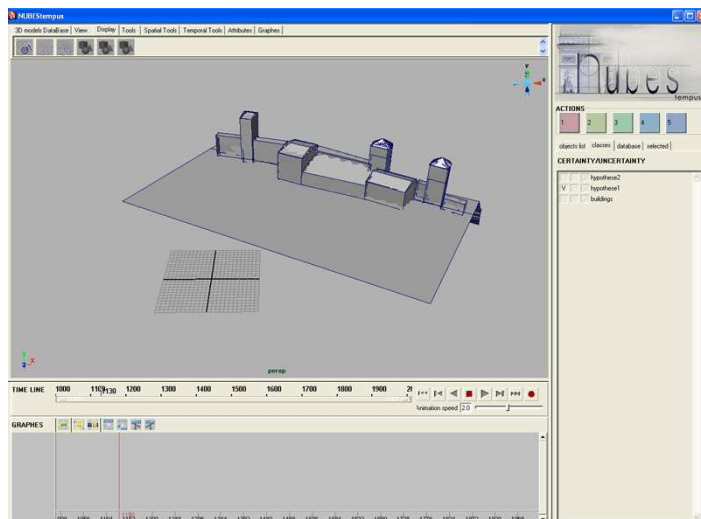 NUBEStempus
3D models DataBase View Display Tools Spatial Tools Temporal Tools Attributes Graphes
Nubes
tempus
ACTIONS
1 2 3 4 5
objects list classes database selected
CERTAINTY/UNCERTAINTY
hypothese2
V hypothese1
buildings
y
x
persp
TIME LINE 1000 1130 1200 1300 1400 1500 1600 1700 1800 1900
Animation speed 2.0
GRAPHES